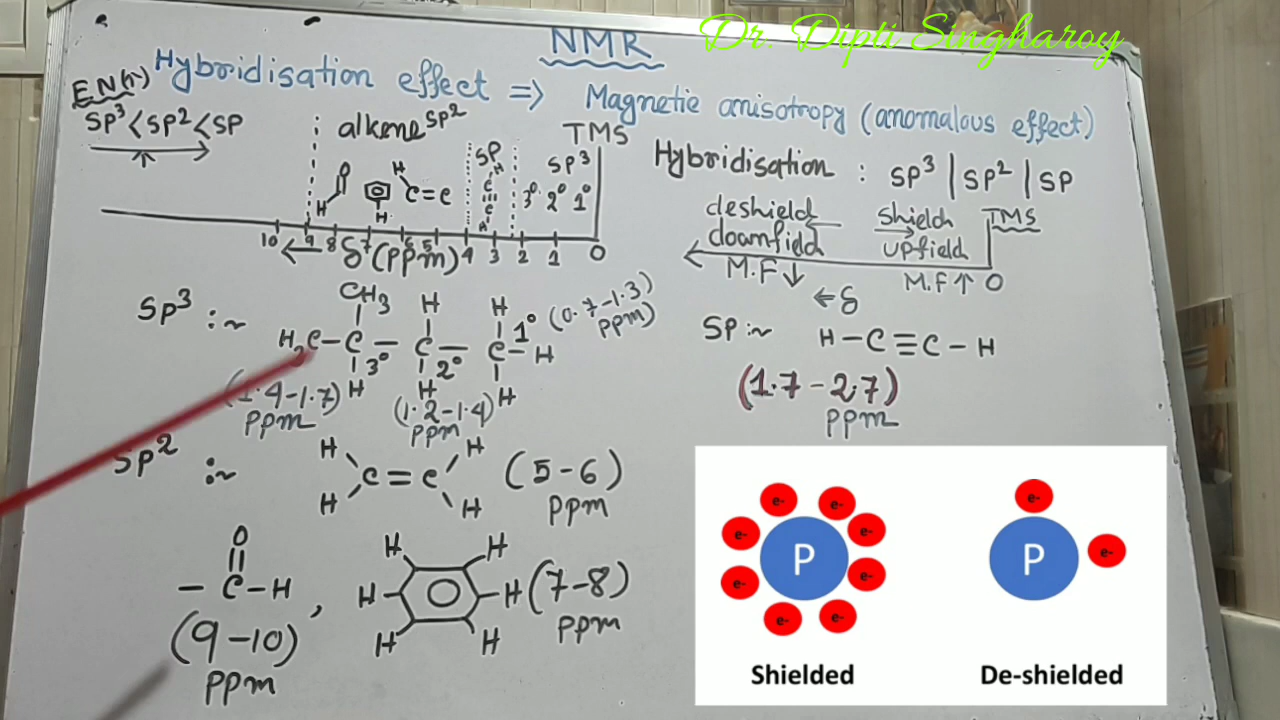 NMR
Dr. Dipti Singharoy
Hybridisation effect ⇒ Magnetic anisotropy (anomalous effect)
EN(↑)
SP³<SP²<SP
alkene SP²
TMS
SP
SP³
3° 2° 1°
O
H
H
H
C=C
H
C
≡
C
H
10 9 8 7 6 5 4 3 2 1 0
← δ(PPm)
Hybridisation : SP³ | SP² | SP
deshield ←
shield →
TMS
downfield
upfield
M.F ↓
M.F ↑ 0
← δ
SP³ :~
CH₃ H H
H₃C-C-C-C-H
3° 2° 1°
H H H
(0.7-1.3)
PPm
(1.4-1.7)
PPm
(1.2-1.4)
PPm
SP :~ H-C≡C-H
(1.7-2.7)
PPm
SP² :~
H H
C=C
H H
(5-6)
PPm
O
||
-C-H ,
(9-10)
PPm
H H
H H
H H
(7-8)
PPm
e- e- e- e- e- e- e- e-
P
Shielded
e- e-
P
De-shielded